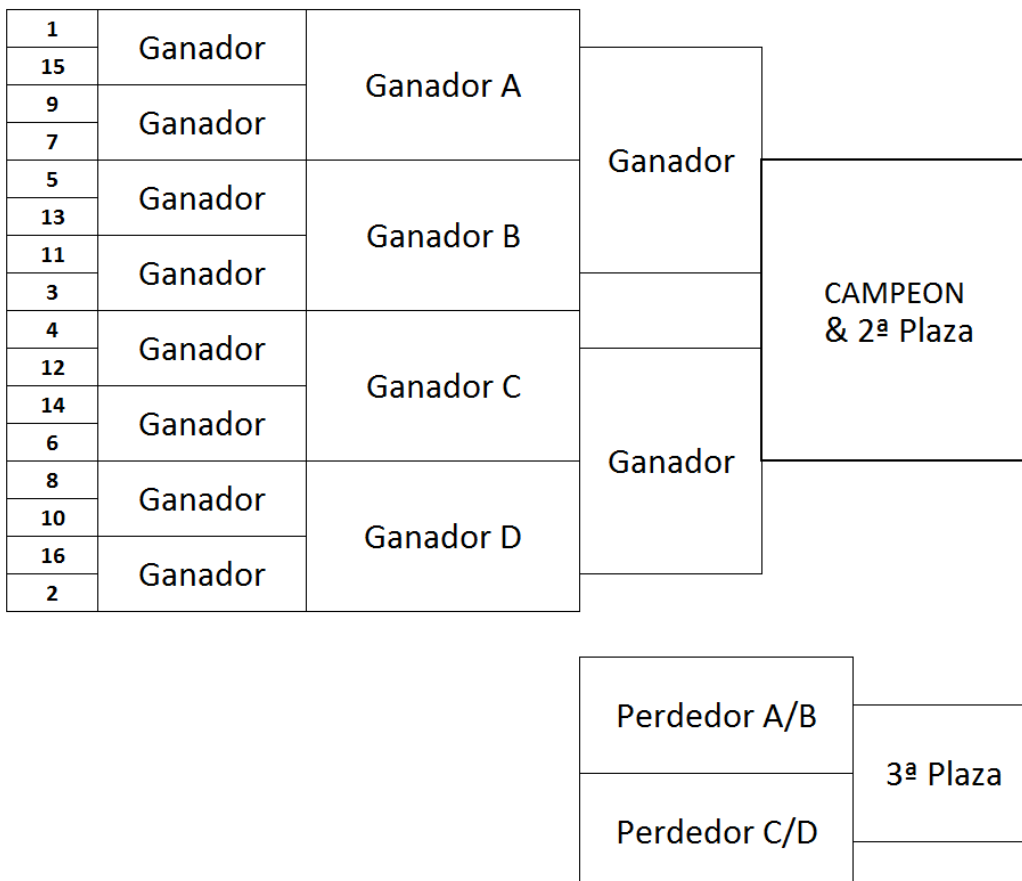 1
15
9
7
5
13
11
3
4
12
14
6
8
10
16
2
Ganador
Ganador
Ganador
Ganador
Ganador
Ganador
Ganador
Ganador
Ganador A
Ganador B
Ganador C
Ganador D
Ganador
Ganador
CAMPEON
& 2ª Plaza
Perdedor A/B
Perdedor C/D
3ª Plaza